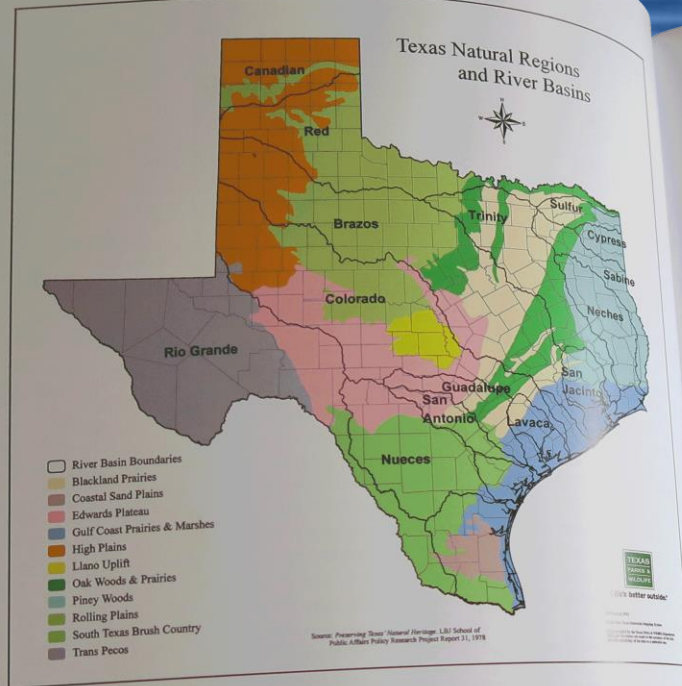 Texas Natural Regions
and River Basins
N
W
E
S
Canadian
Red
Brazos
Trinity
Sulfur
Cypress
Sabine
Neches
Colorado
Rio Grande
Guadalupe
San
Antonio
San
Jacinto
Lavaca
Nueces
River Basin Boundaries
Blackland Prairies
Coastal Sand Plains
Edwards Plateau
Gulf Coast Prairies & Marshes
High Plains
Llano Uplift
Oak Woods & Prairies
Piney Woods
Rolling Plains
South Texas Brush Country
Trans Pecos
TEXAS
PARKS &
WILDLIFE
Life's better outside.
Source: Preserving Texas' Natural Heritage. LBJ School of
Public Affairs Policy Research Project Report 31, 1978